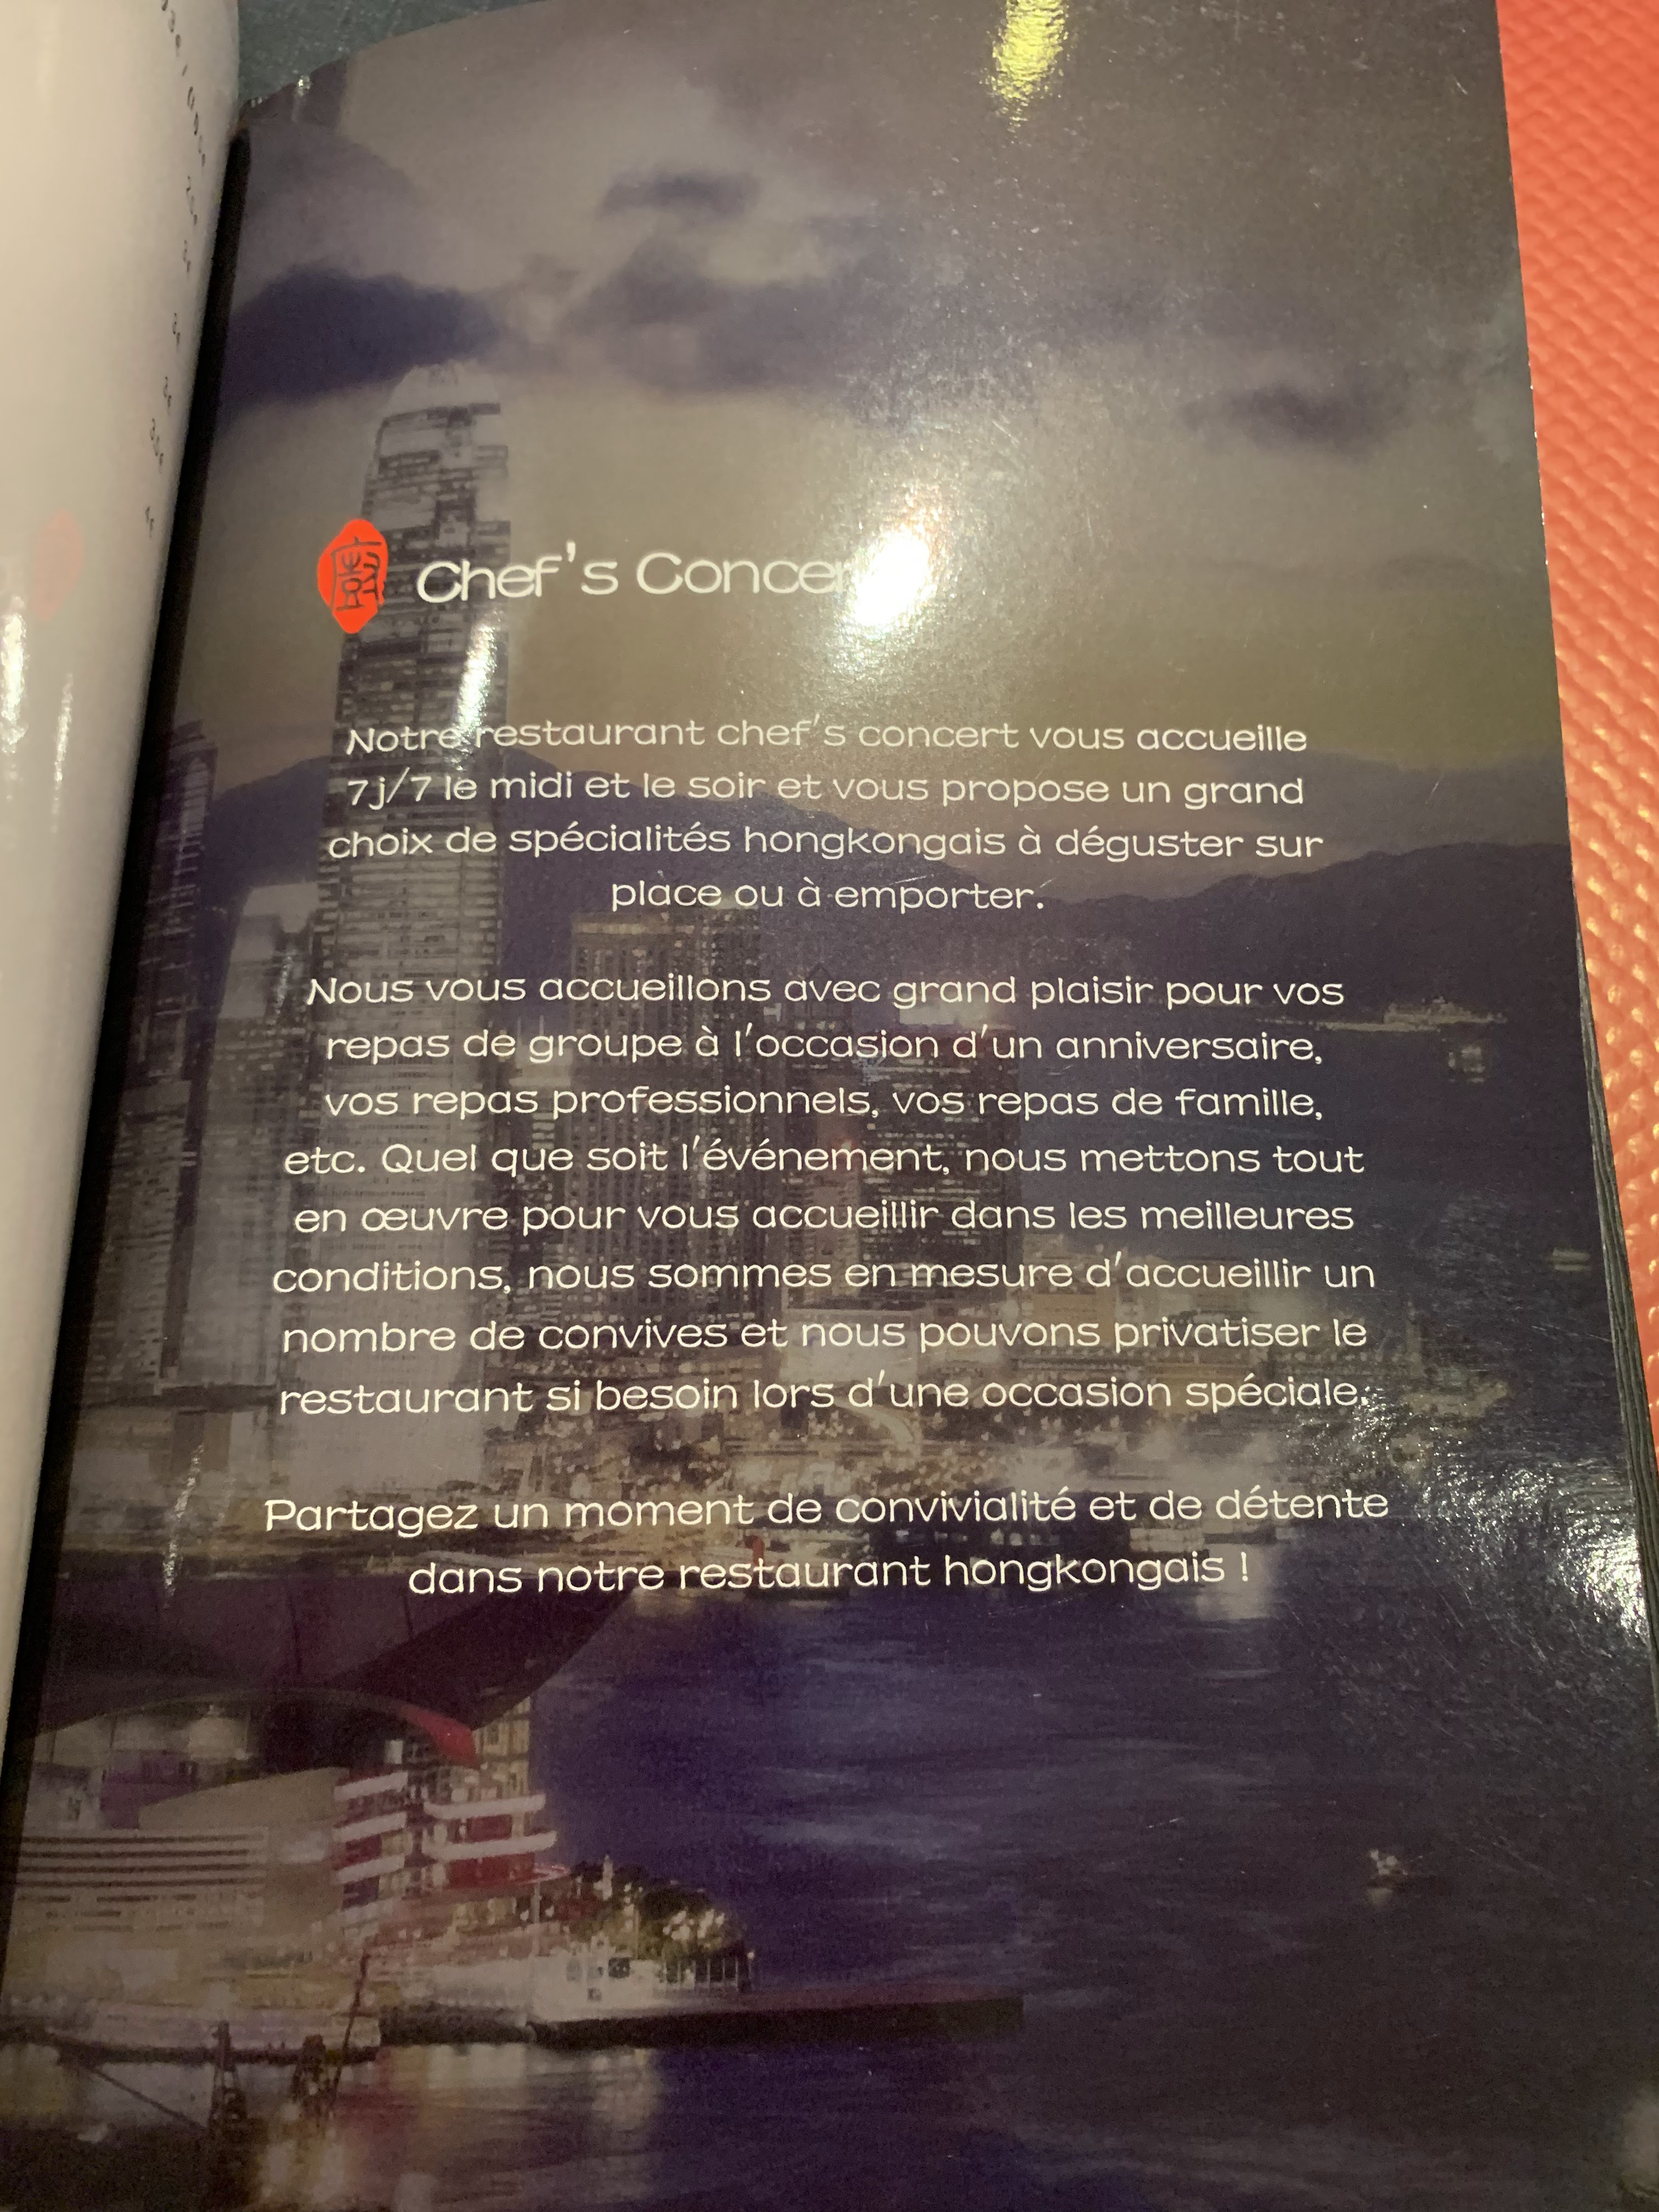 廚 Chef's
Notre restaurant chef's concert vous accueille
7j/7 le midi et le soir et vous propose un grand
choix de spécialités hongkongais à déguster sur
place ou à emporter.
Nous vous accueillons avec grand plaisir pour vos
repas de groupe à l'occasion d'un anniversaire,
vos repas professionnels, vos repas de famille,
etc. Quel que soit l'événement, nous mettons tout
en œuvre pour vous accueillir dans les meilleures
conditions, nous sommes en mesure d'accueillir un
nombre de convives et nous pouvons privatiser le
restaurant si besoin lors d'une occasion spéciale.
Partagez un moment de convivialité et de détente
dans notre restaurant hongkongais !